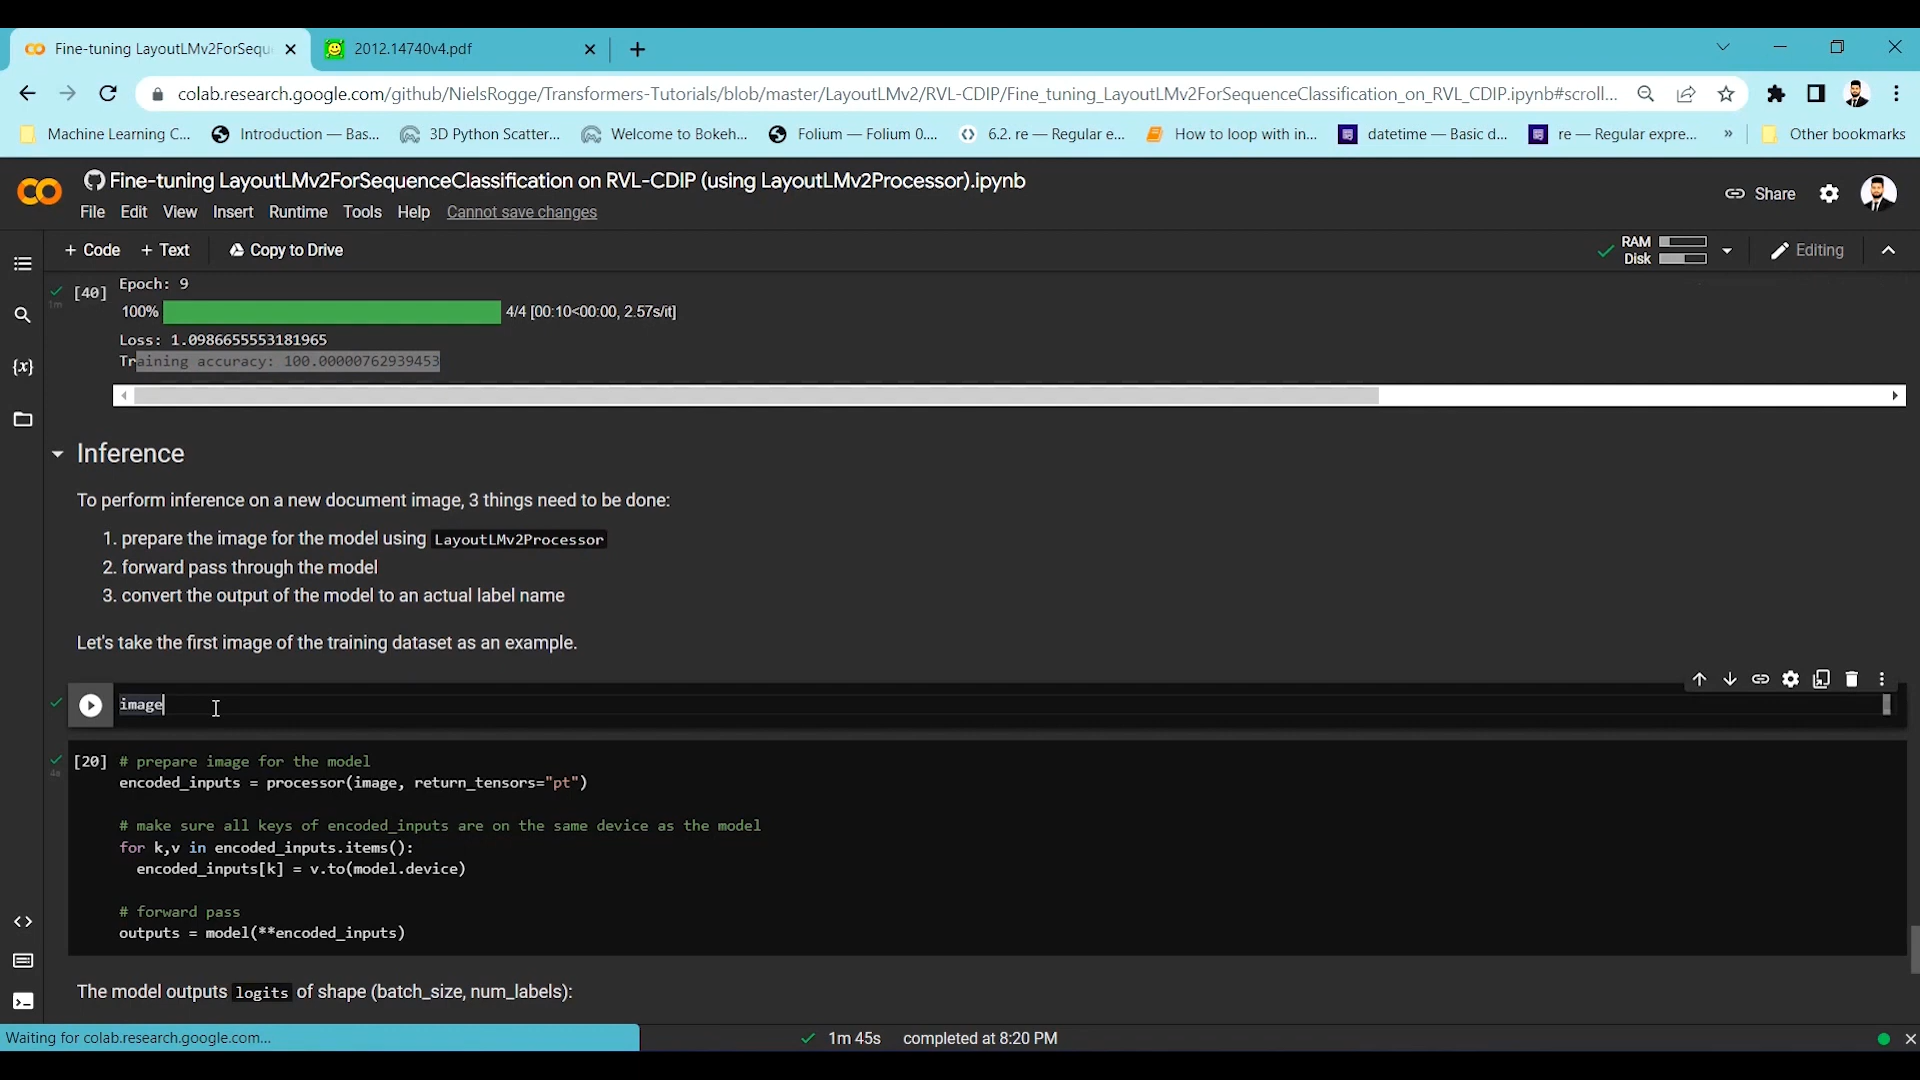 Fine-tuning LayoutLMv2ForSequ
2012.14740v4.pdf
colab.research.google.com/github/NielsRogge/Transformers-Tutorials/blob/master/LayoutLMv2/RVL-CDIP/Fine_tuning_LayoutLMv2ForSequenceClassification_on_RVL_CDIP.ipynb#scroll...
Machine Learning C...
Introduction — Bas...
3D Python Scatter...
Welcome to Bokeh...
Folium — Folium 0....
6.2. re — Regular e...
How to loop with in...
datetime — Basic d...
re — Regular expre...
»
Other bookmarks
Fine-tuning LayoutLMv2ForSequenceClassification on RVL-CDIP (using LayoutLMv2Processor).ipynb
File Edit View Insert Runtime Tools Help Cannot save changes
Share
+ Code + Text Copy to Drive
RAM
Disk
Editing
[40]
1m
Epoch: 9
100% 4/4 [00:10<00:00, 2.57s/it]
Loss: 1.0986655553181965
Training accuracy: 100.00000762939453
Inference
To perform inference on a new document image, 3 things need to be done:
1. prepare the image for the model using LayoutLMv2Processor
2. forward pass through the model
3. convert the output of the model to an actual label name
Let's take the first image of the training dataset as an example.
image
[20] # prepare image for the model
4s
encoded_inputs = processor(image, return_tensors="pt")
# make sure all keys of encoded_inputs are on the same device as the model
for k,v in encoded_inputs.items():
encoded_inputs[k] = v.to(model.device)
# forward pass
outputs = model(**encoded_inputs)
The model outputs logits of shape (batch_size, num_labels):
Waiting for colab.research.google.com...
1m 45s completed at 8:20 PM